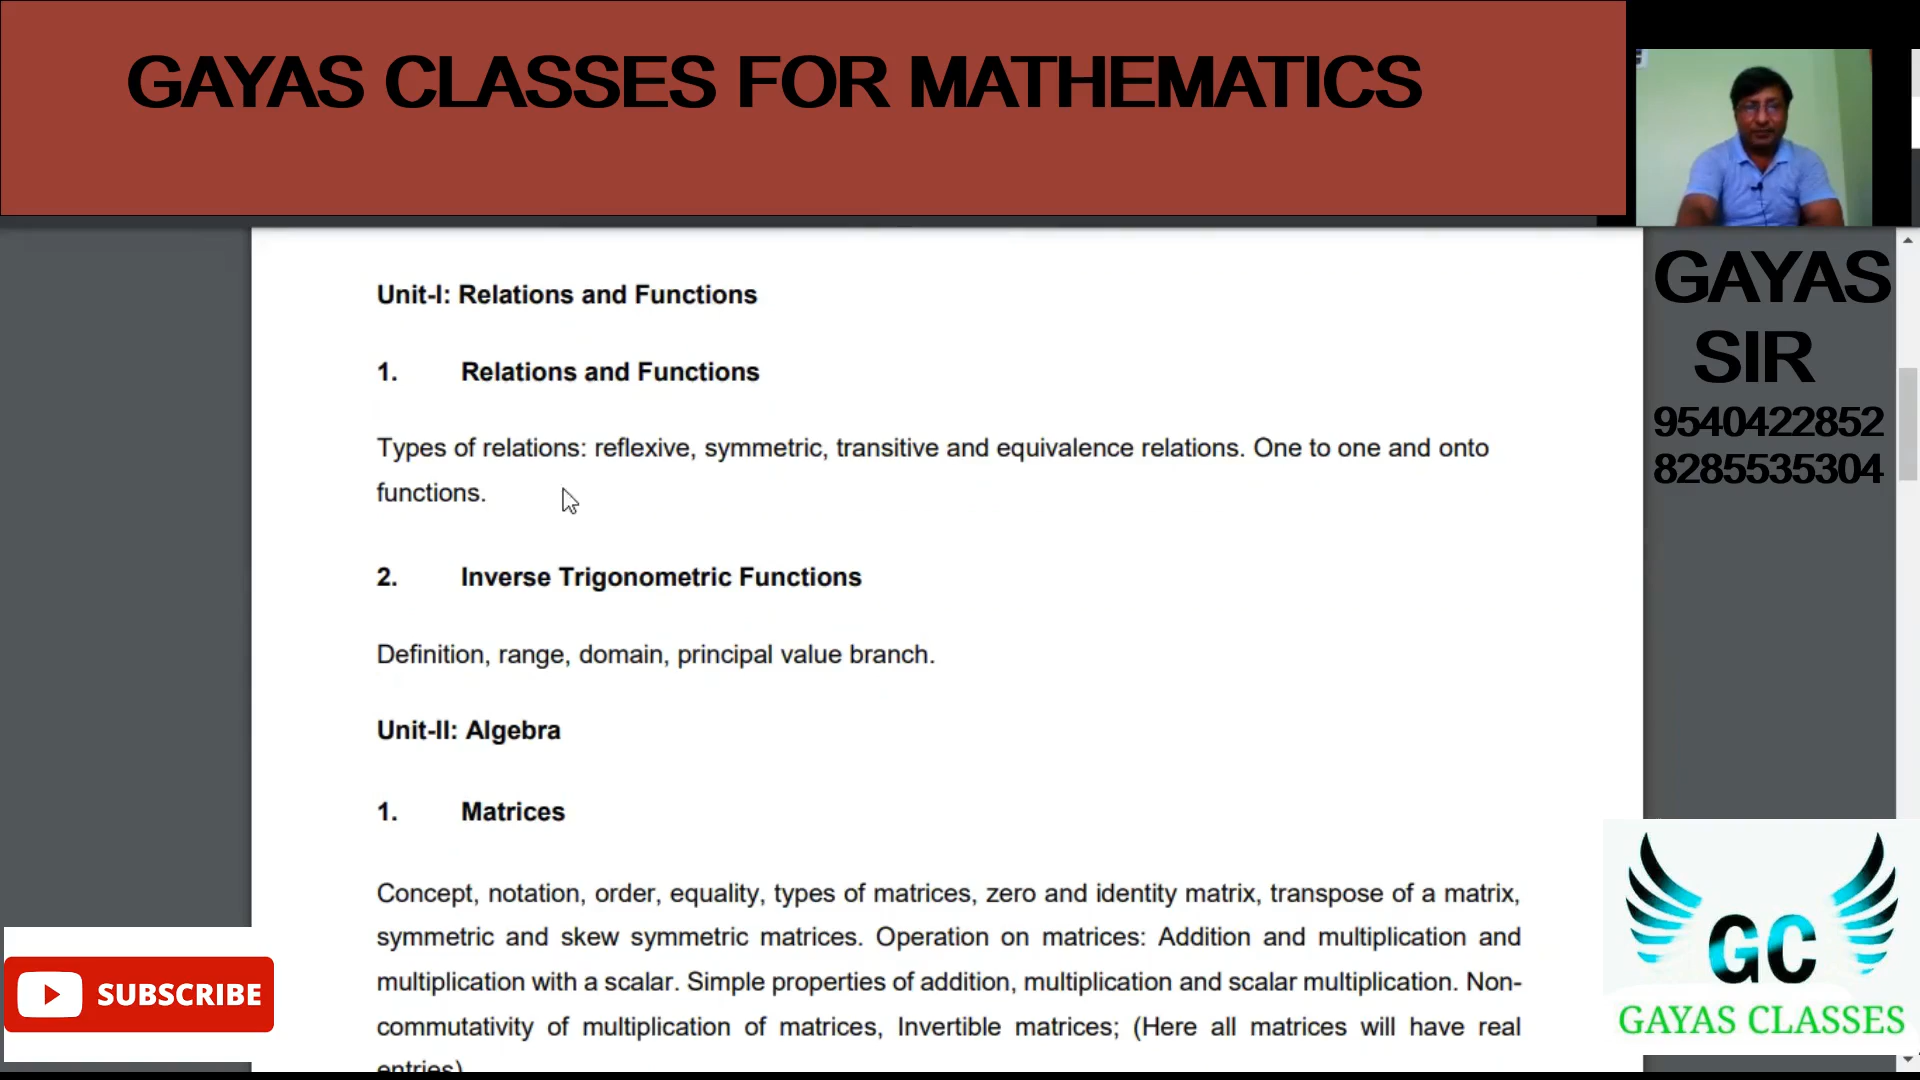 GAYAS CLASSES FOR MATHEMATICS
Unit-I: Relations and Functions
1. Relations and Functions
Types of relations: reflexive, symmetric, transitive and equivalence relations. One to one and onto
functions.
2. Inverse Trigonometric Functions
Definition, range, domain, principal value branch.
Unit-II: Algebra
1. Matrices
Concept, notation, order, equality, types of matrices, zero and identity matrix, transpose of a matrix,
symmetric and skew symmetric matrices. Operation on matrices: Addition and multiplication and
multiplication with a scalar. Simple properties of addition, multiplication and scalar multiplication. Non-
commutativity of multiplication of matrices, Invertible matrices; (Here all matrices will have real
entries)
GAYAS
SIR
9540422852
8285535304
SUBSCRIBE
GC
GAYAS CLASSES